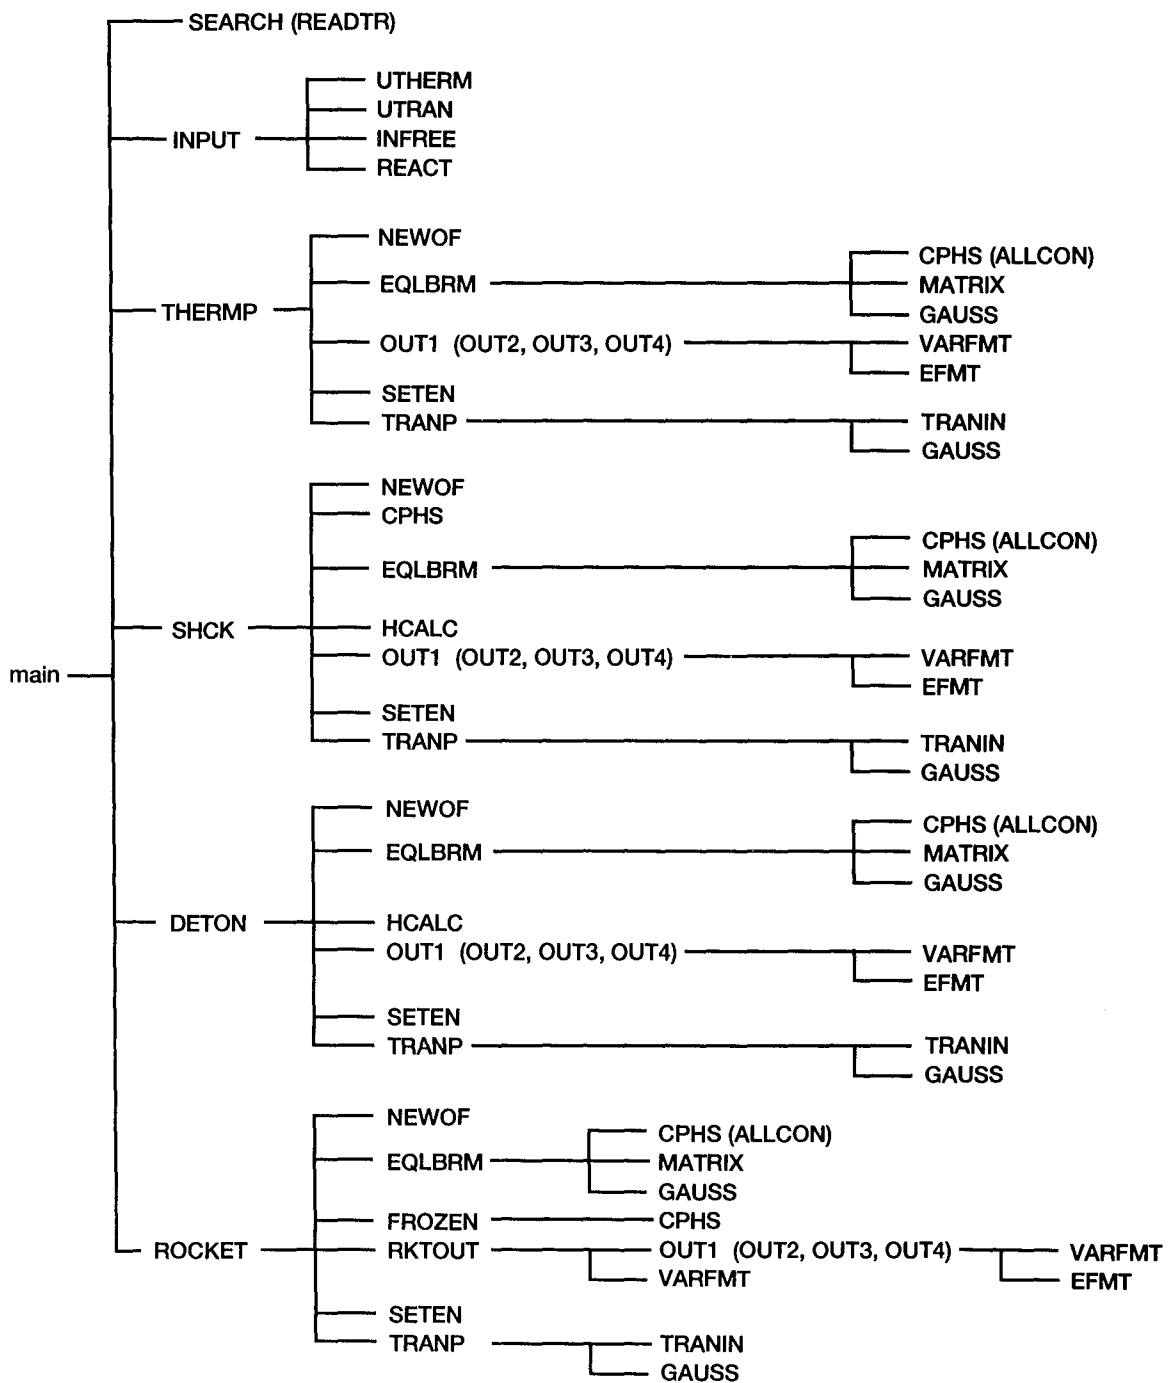 SEARCH (READTR)
UTHERM
UTRAN
INPUT INFREE
REACT
NEWOF
CPHS (ALLCON)
EQLBRM MATRIX
THERMP
GAUSS
OUT1 (OUT2, OUT3, OUT4) VARFMT
EFMT
SETEN
TRANP TRANIN
GAUSS
NEWOF
CPHS
CPHS (ALLCON)
EQLBRM MATRIX
GAUSS
SHCK HCALC
OUT1 (OUT2, OUT3, OUT4) VARFMT
main
EFMT
SETEN
TRANP TRANIN
GAUSS
NEWOF
CPHS (ALLCON)
EQLBRM MATRIX
GAUSS
DETON HCALC
OUT1 (OUT2, OUT3, OUT4) VARFMT
EFMT
SETEN
TRANP TRANIN
GAUSS
NEWOF
CPHS (ALLCON)
EQLBRM MATRIX
GAUSS
FROZEN CPHS
ROCKET RKTOUT OUT1 (OUT2, OUT3, OUT4) VARFMT
VARFMT EFMT
SETEN
TRANP TRANIN
GAUSS